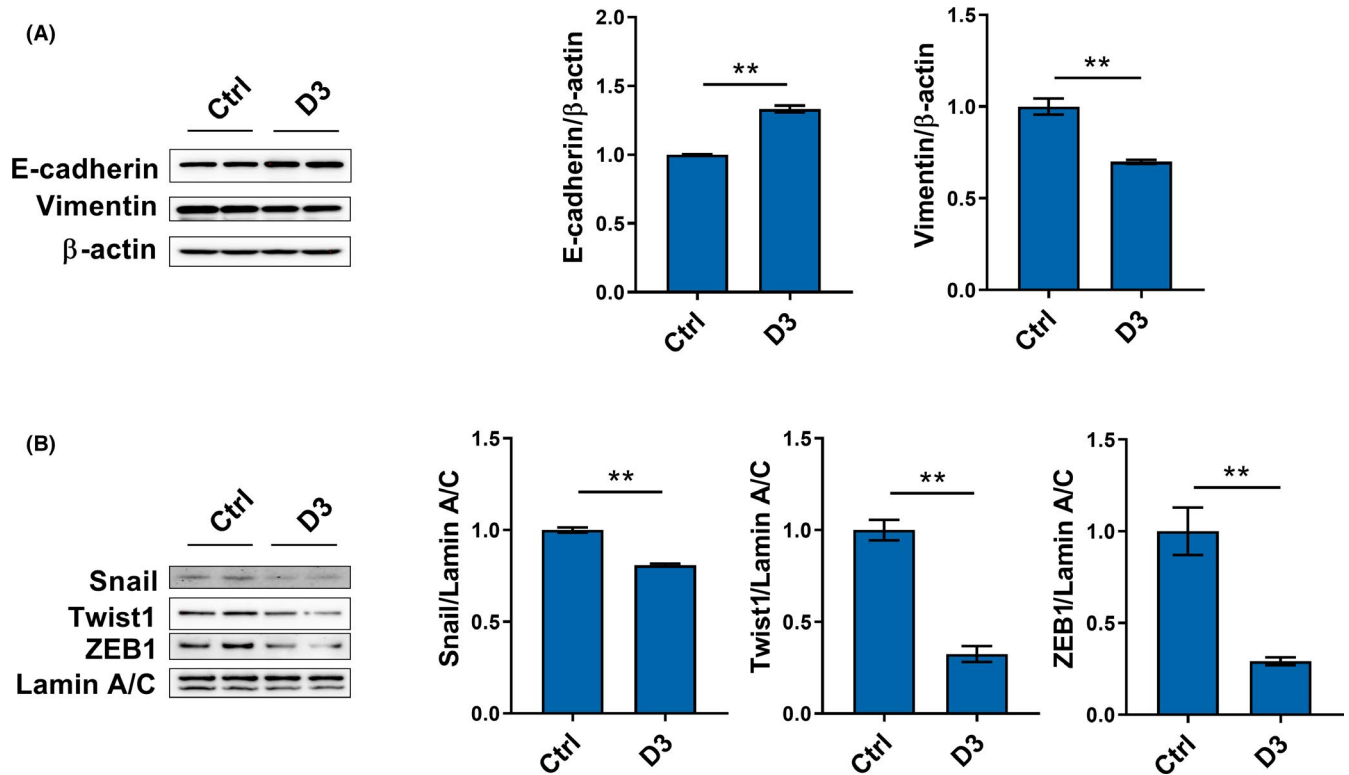 (A)
Ctrl D3
E-cadherin
Vimentin
β-actin
E-cadherin/β-actin
2.0
1.5
1.0
0.5
0.0
**
Ctrl D3
Vimentin/β-actin
1.5
1.0
0.5
0.0
**
Ctrl D3
(B)
Ctrl D3
Snail
Twist1
ZEB1
Lamin A/C
Snail/Lamin A/C
1.5
1.0
0.5
0.0
**
Ctrl D3
Twist1/Lamin A/C
1.5
1.0
0.5
0.0
**
Ctrl D3
ZEB1/Lamin A/C
1.5
1.0
0.5
0.0
**
Ctrl D3